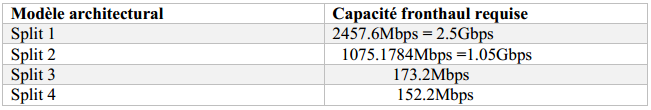 Modèle architectural Capacité fronthaul requise
Split 1 2457.6Mbps = 2.5Gbps
Split 2 1075.1784Mbps =1.05Gbps
Split 3 173.2Mbps
Split 4 152.2Mbps